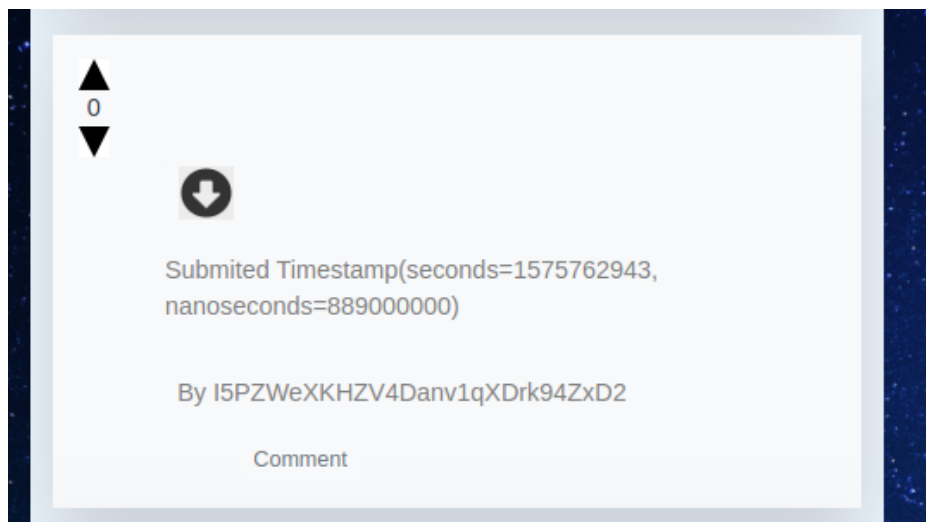 0
Submited Timestamp(seconds=1575762943,
nanoseconds=889000000)
By I5PZWeXKHZV4Danv1qXDrk94ZxD2
Comment